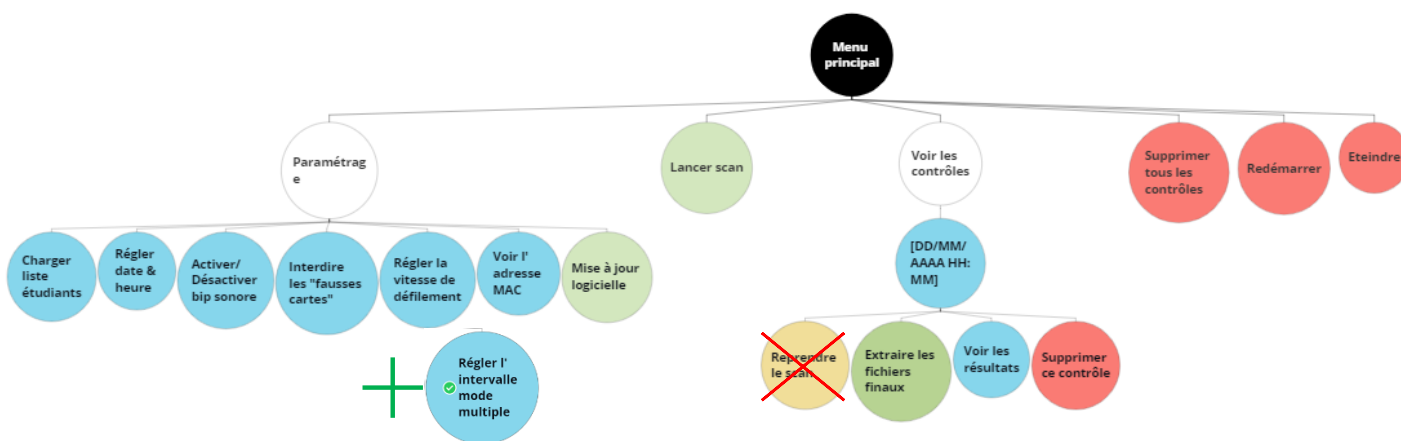 Menu
principal
Paramétrag
e
Lancer scan
Voir les
contrôles
Supprimer
tous les
contrôles
Redémarrer
Eteindre
Charger
liste
étudiants
Régler
date &
heure
Activer/
Désactiver
bip sonore
Interdire
les "fausses
cartes"
Régler la
vitesse de
défilement
Voir l'
adresse
MAC
Mise à jour
logicielle
[DD/MM/
AAAA HH:
MM]
Régler l'
intervalle
mode
multiple
Reprendre
le scan
Extraire les
fichiers
finaux
Voir les
résultats
Supprimer
ce contrôle